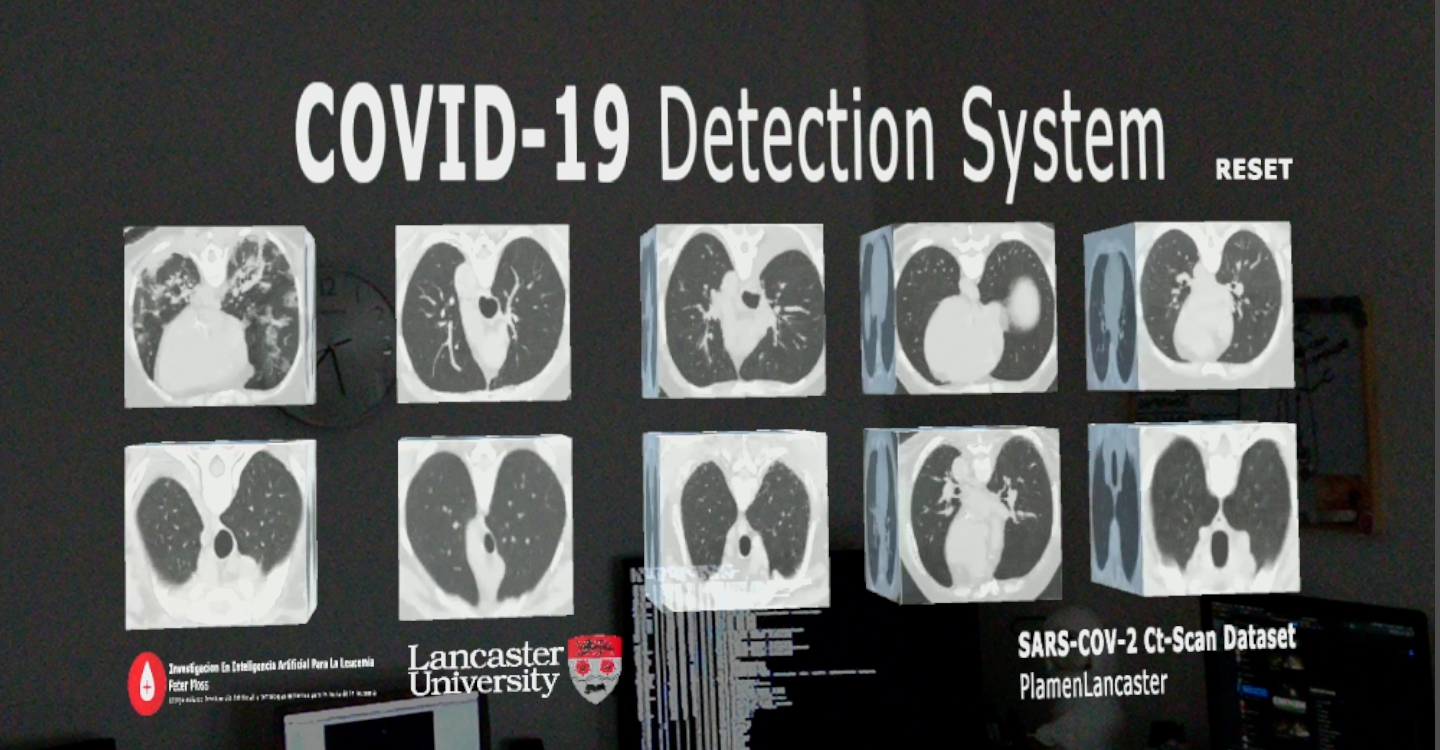 COVID-19 Detection System
RESET
Investigacion En Inteligencia Artificial Para La Leucemia
Peter Moss
Lancaster
University
SARS-COV-2 Ct-Scan Dataset
PlamenLancaster
12